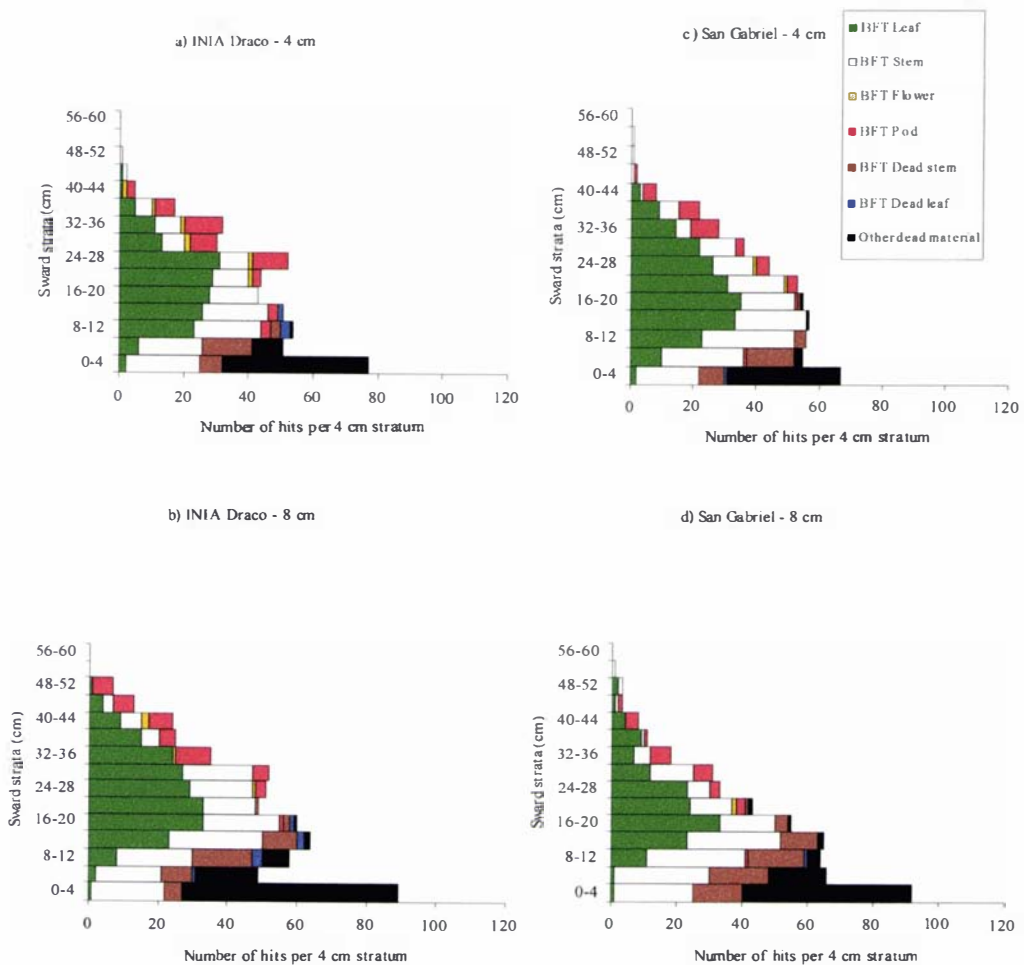 a) INIA Draco - 4 cm
56-60
48-52
40-44
32-36
24-28
16-20
8-12
0-4
Sward strata (cm)
0 20 40 60 80 100 120
Number of hits per 4 cm stratum
c) San Gabriel - 4 cm
56-60
48-52
40-44
32-36
24-28
16-20
8-12
0-4
Sward strata (cm)
0 20 40 60 80 100 120
Number of hits per 4 cm stratum
BFT Leaf
BFT Stem
BFT Flower
BFT Pod
BFT Dead stem
BFT Dead leaf
Other dead material
b) INIA Draco - 8 cm
56-60
48-52
40-44
32-36
24-28
16-20
8-12
0-4
Sward strata (cm)
0 20 40 60 80 100 120
Number of hits per 4 cm stratum
d) San Gabriel - 8 cm
56-60
48-52
40-44
32-36
24-28
16-20
8-12
0-4
Sward strata (cm)
0 20 40 60 80 100 120
Number of hits per 4 cm stratum